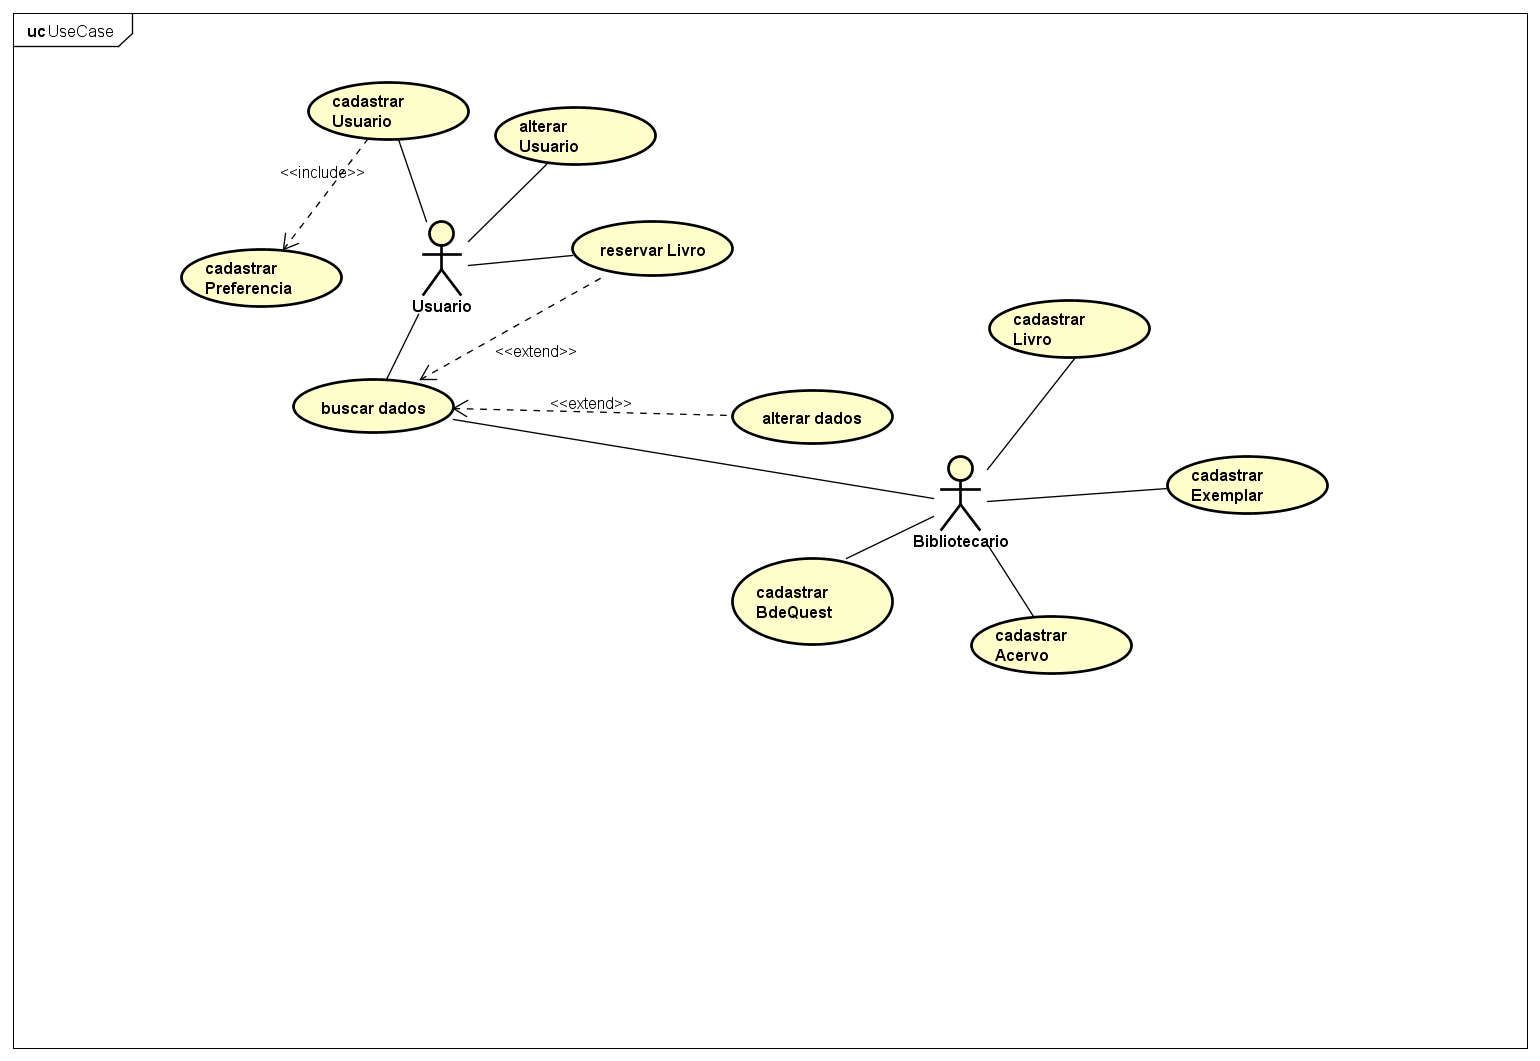 uc UseCase
cadastrar
Usuario
alterar
Usuario
<<include>>
reservar Livro
cadastrar
Preferencia
Usuario
cadastrar
Livro
<<extend>>
buscar dados
<<extend>>
alterar dados
cadastrar
Exemplar
Bibliotecario
cadastrar
BdeQuest
cadastrar
Acervo